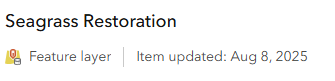 Seagrass Restoration
Feature layer Item updated: Aug 8, 2025